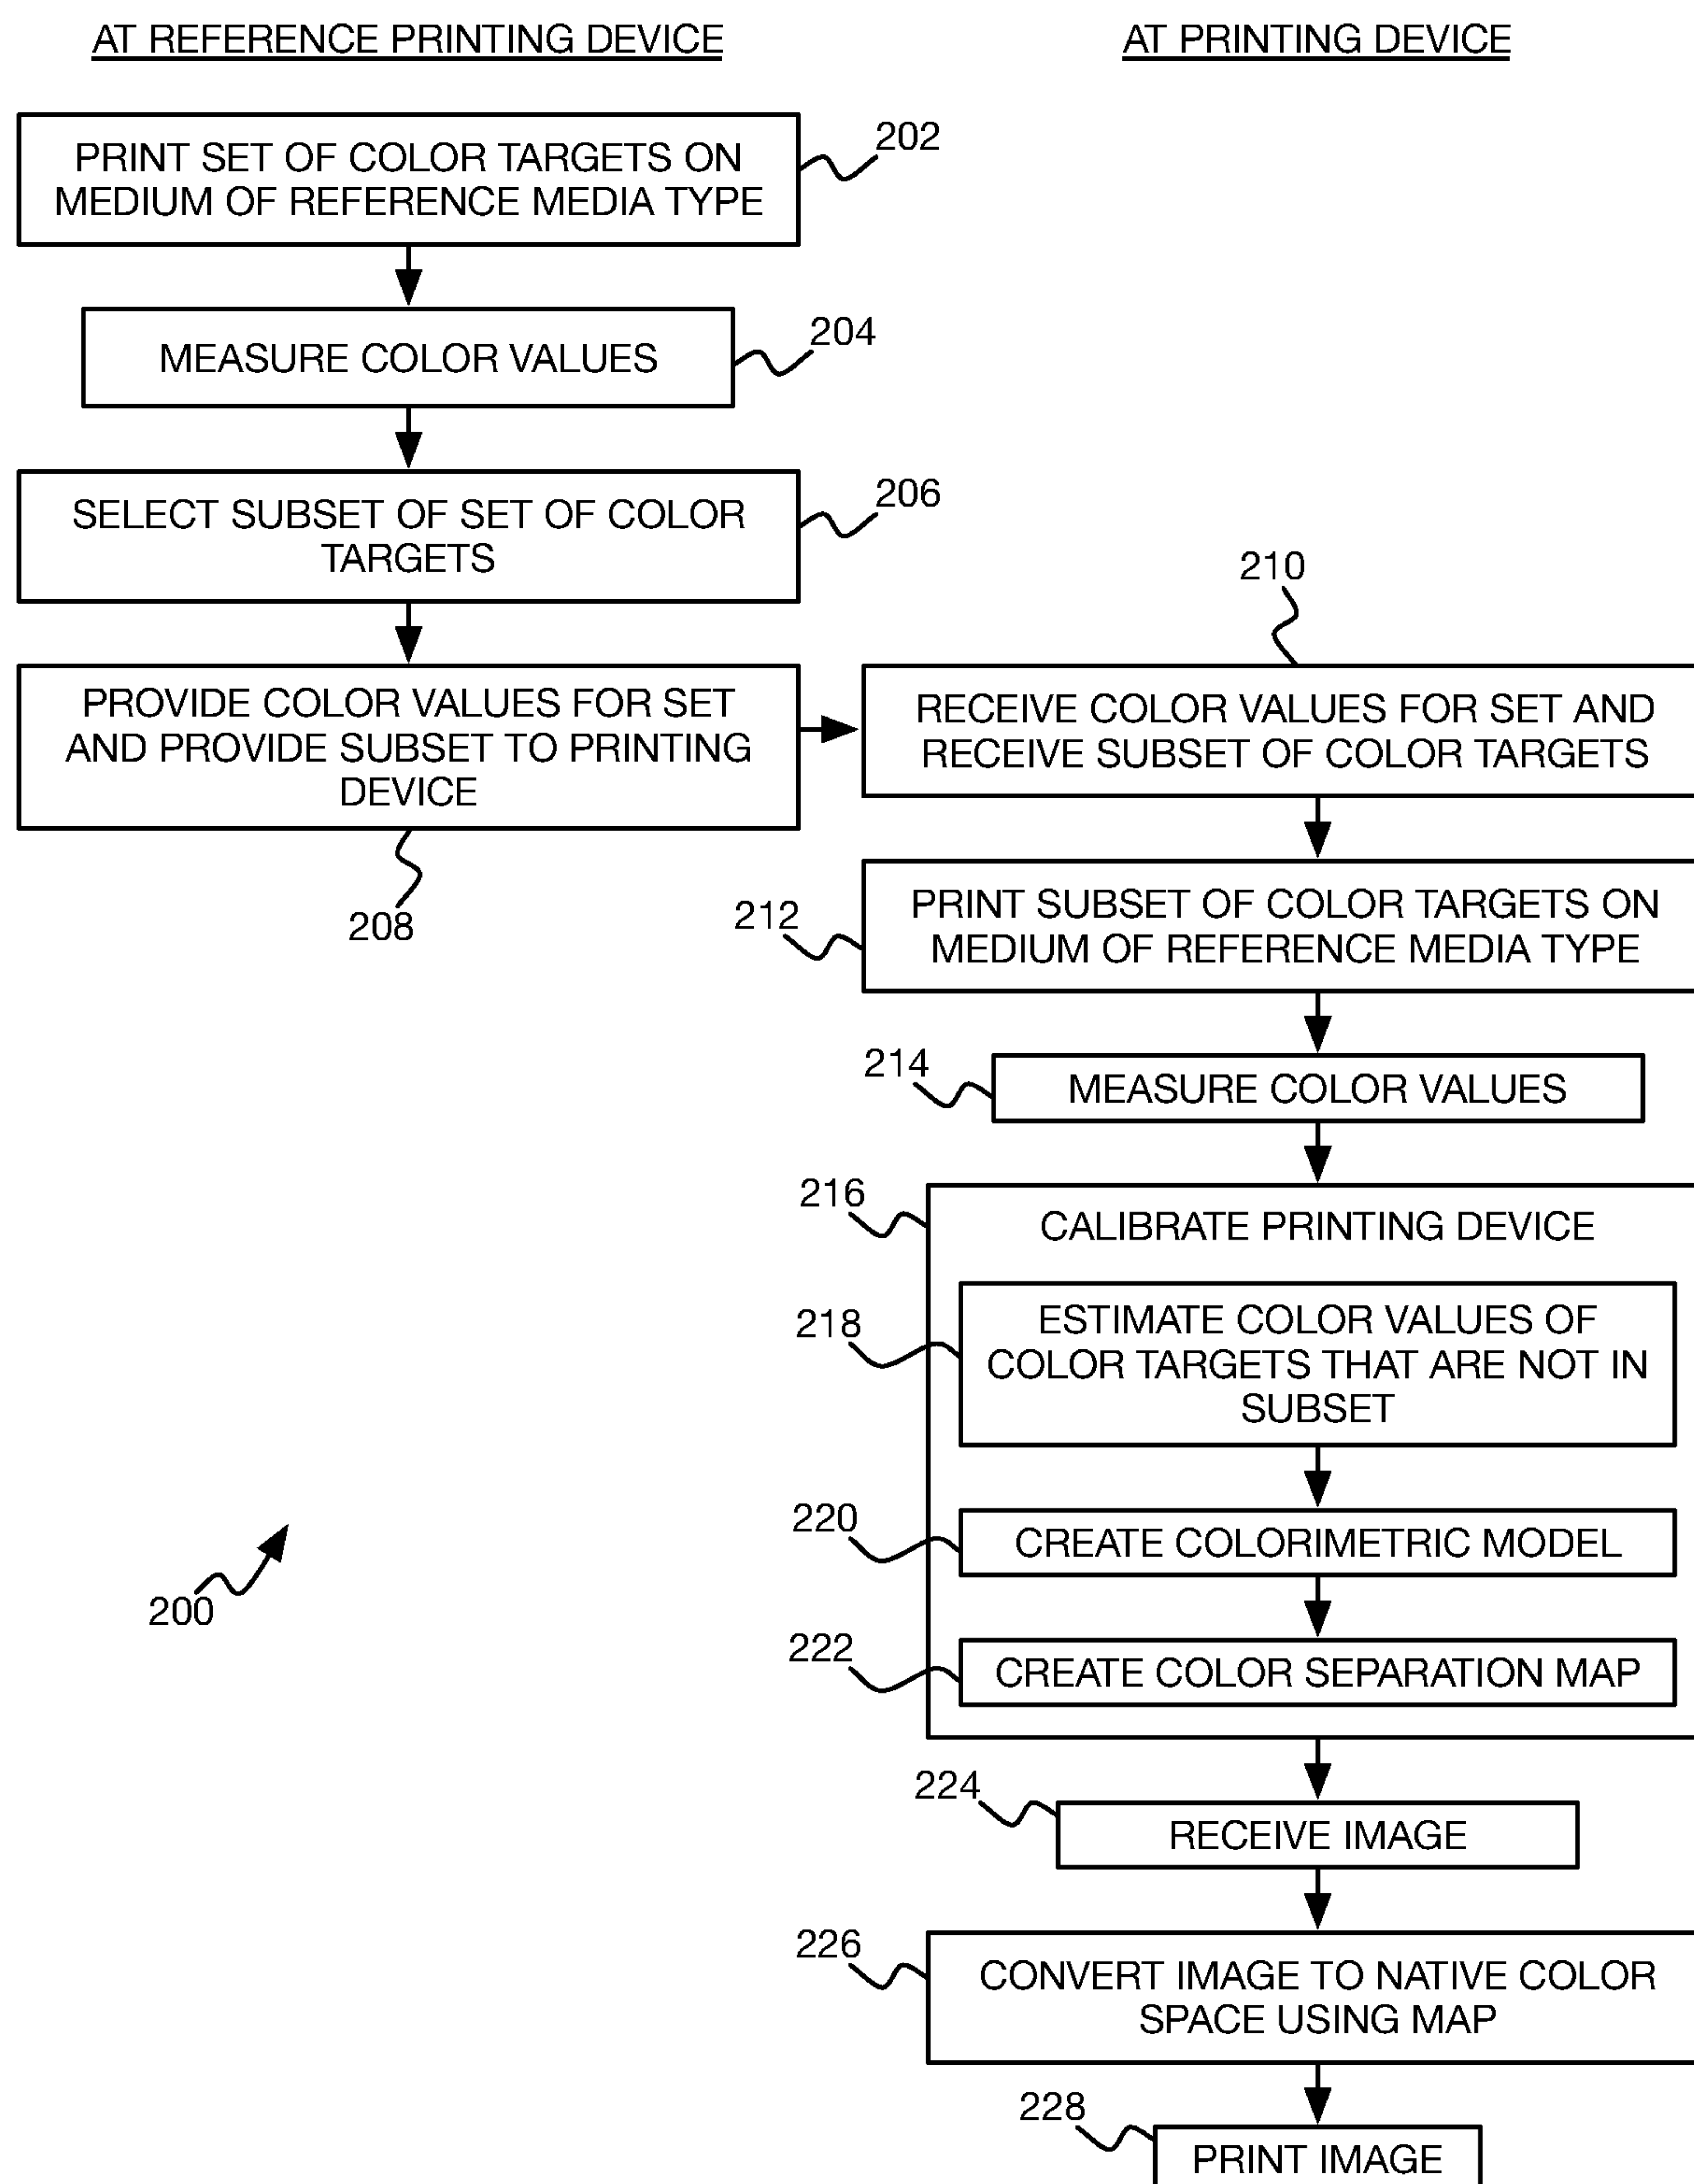 AT REFERENCE PRINTING DEVICE
PRINT SET OF COLOR TARGETS ON
MEDIUM OF REFERENCE MEDIA TYPE
202
MEASURE COLOR VALUES
204
SELECT SUBSET OF SET OF COLOR
TARGETS
206
PROVIDE COLOR VALUES FOR SET
AND PROVIDE SUBSET TO PRINTING
DEVICE
208
AT PRINTING DEVICE
210
RECEIVE COLOR VALUES FOR SET AND
RECEIVE SUBSET OF COLOR TARGETS
212
PRINT SUBSET OF COLOR TARGETS ON
MEDIUM OF REFERENCE MEDIA TYPE
214
MEASURE COLOR VALUES
216
CALIBRATE PRINTING DEVICE
218
ESTIMATE COLOR VALUES OF
COLOR TARGETS THAT ARE NOT IN
SUBSET
220
CREATE COLORIMETRIC MODEL
222
CREATE COLOR SEPARATION MAP
224
RECEIVE IMAGE
226
CONVERT IMAGE TO NATIVE COLOR
SPACE USING MAP
228
PRINT IMAGE
200